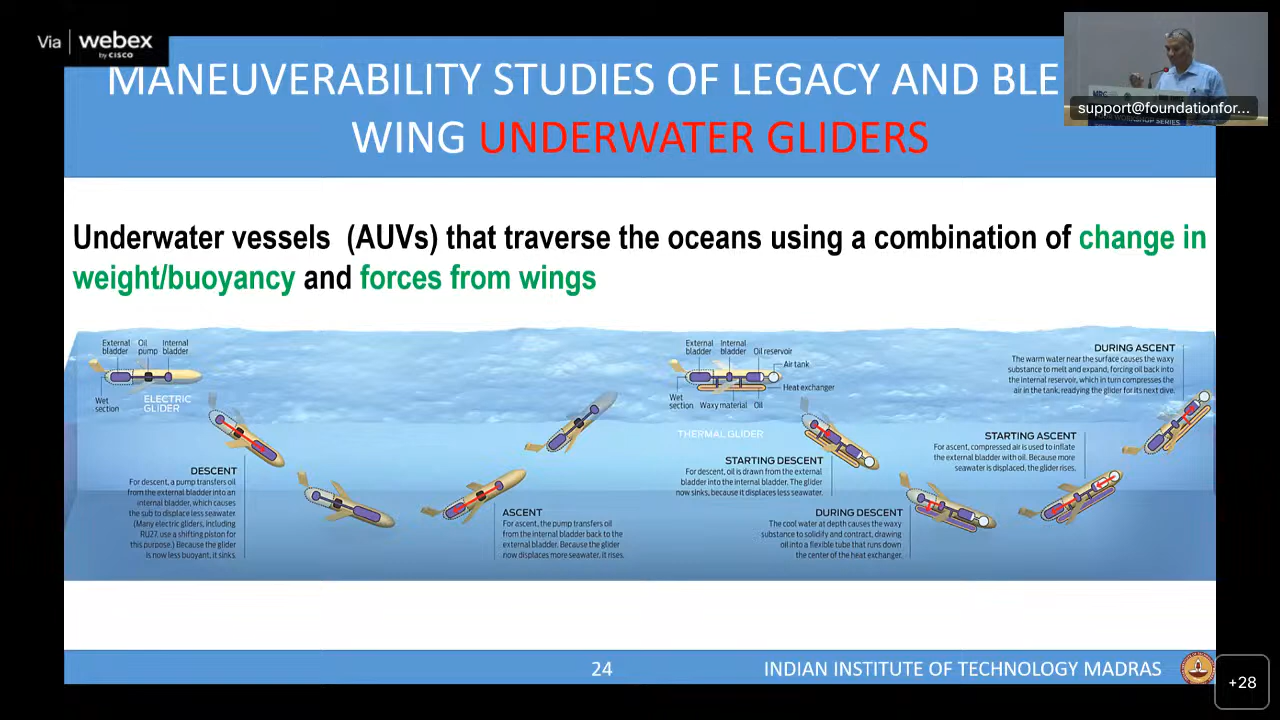 Via webex
by CISCO
MANEUVERABILITY STUDIES OF LEGACY AND BLE
WING UNDERWATER GLIDERS
support@foundationfor...
WORKSHOP SERIES
Underwater vessels (AUVs) that traverse the oceans using a combination of change in
weight/buoyancy and forces from wings
External
bladder
Oil
pump
Internal
bladder
Wet
section
ELECTRIC
GLIDER
DESCENT
For descent, a pump transfers oil
from the external bladder into an
internal bladder, which causes
the sub to displace less seawater
(Many electric gliders, including
RU27, use a shifting piston for
this purpose.) Because the glider
is now less buoyant, it sinks.
ASCENT
For ascent, the pump transfers oil
from the internal bladder back to the
external bladder. Because the glider
now displaces more seawater, it rises.
External
bladder
Internal
bladder
Oil reservoir
Air tank
Heat exchanger
Wet
section
Waxy material
Oil
THERMAL GLIDER
STARTING DESCENT
For descent, oil is drawn from the external
bladder into the internal bladder. The glider
now sinks, because it displaces less seawater.
DURING DESCENT
The cool water at depth causes the waxy
substance to solidify and contract, drawing
oil into a flexible tube that runs down
the center of the heat exchanger.
STARTING ASCENT
For ascent, compressed air is used to inflate
the external bladder with oil. Because more
seawater is displaced, the glider rises.
DURING ASCENT
The warm water near the surface causes the waxy
substance to melt and expand, forcing oil back into
the internal reservoir, which in turn compresses the
air in the tank, readying the glider for its next dive.
24
INDIAN INSTITUTE OF TECHNOLOGY MADRAS
+28